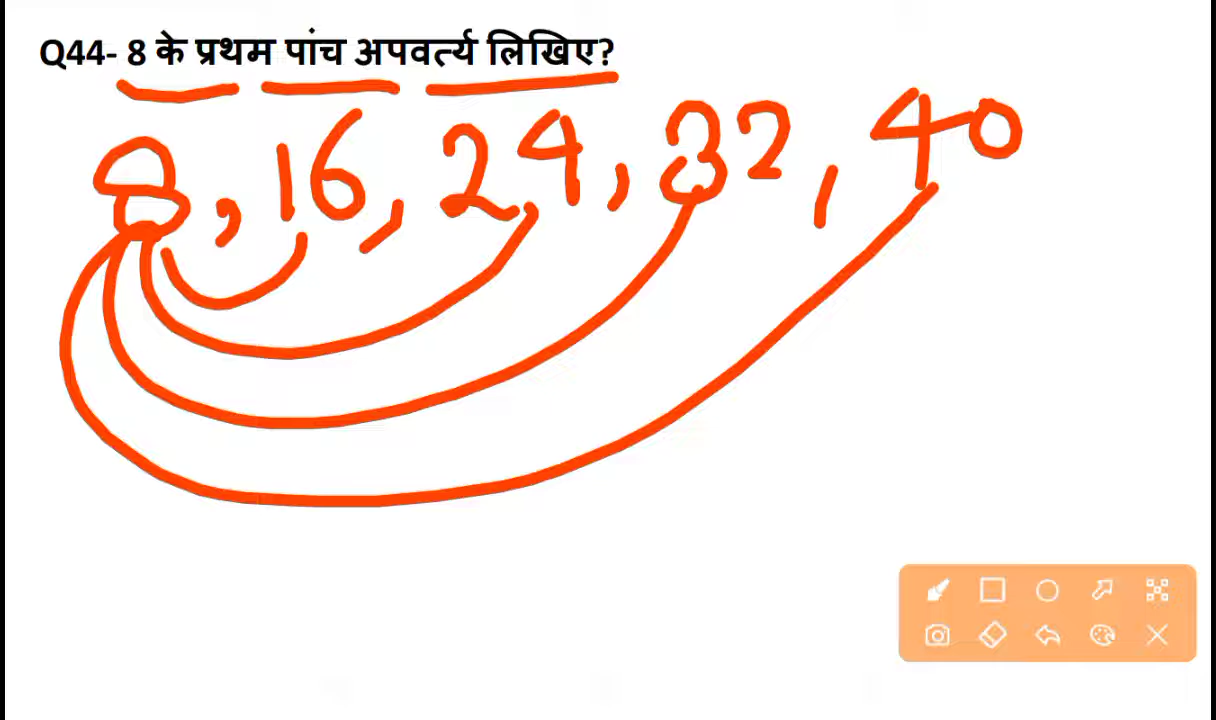 Q44- 8 के प्रथम पांच अपवर्त्य लिखिए?
8, 16, 24, 32, 40